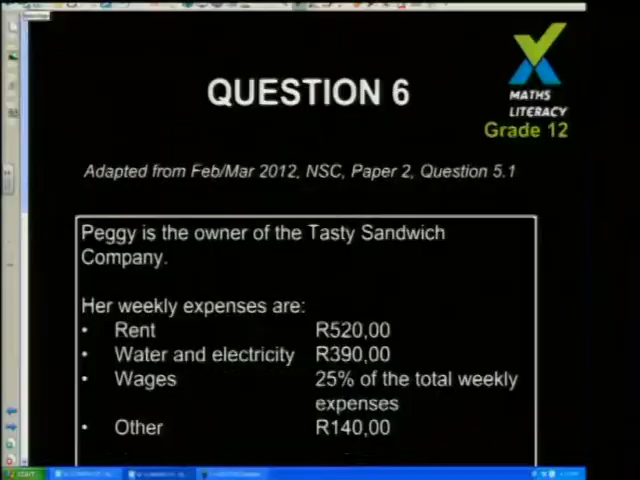 QUESTION 6
MATHS
LITERACY
Grade 12
Adapted from Feb/Mar 2012, NSC, Paper 2, Question 5.1
Peggy is the owner of the Tasty Sandwich
Company.
Her weekly expenses are:
• Rent R520,00
• Water and electricity R390,00
• Wages 25% of the total weekly
expenses
• Other R140,00